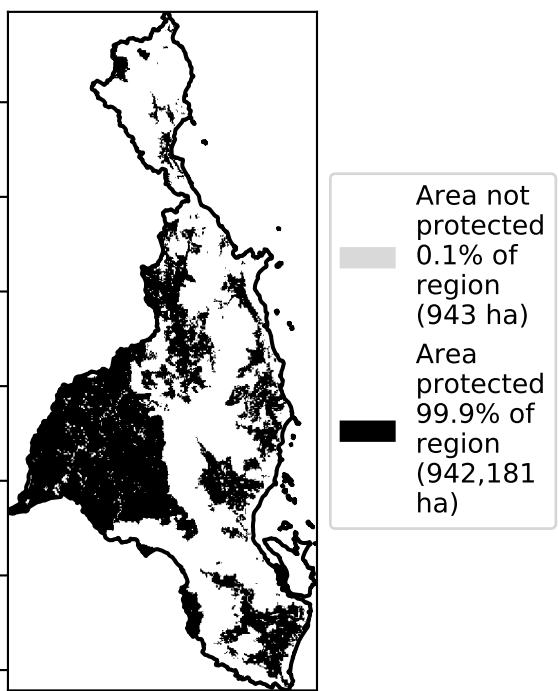 Area not
protected
0.1% of
region
(943 ha)
Area
protected
99.9% of
region
(942,181
ha)